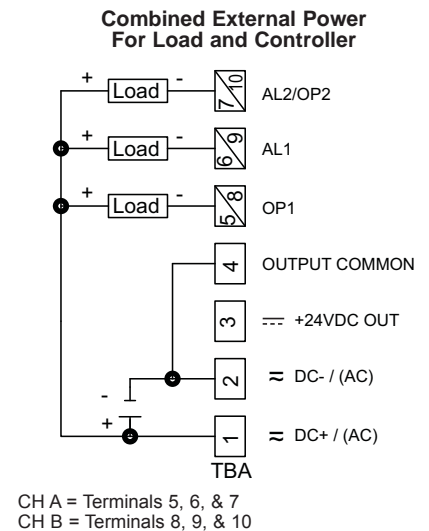 Combined External Power
For Load and Controller
+ Load - 7/10 AL2/OP2
+ Load - 6/9 AL1
+ Load - 5/8 OP1
4 OUTPUT COMMON
3 +24VDC OUT
- 2 ≂ DC- / (AC)
+ 1 ≂ DC+ / (AC)
TBA
CH A = Terminals 5, 6, & 7
CH B = Terminals 8, 9, & 10